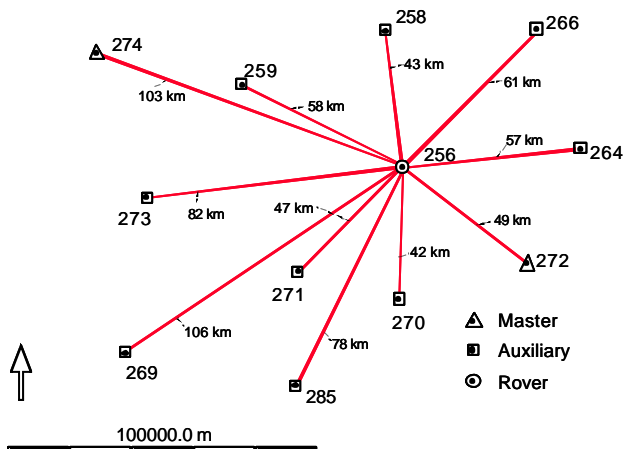 258
266
274
43 km
259
61 km
103 km
58 km
256
57 km
264
273
82 km
47 km
49 km
42 km
272
271
270
Master
106 km
78 km
Auxiliary
269
285
Rover
100000.0 m